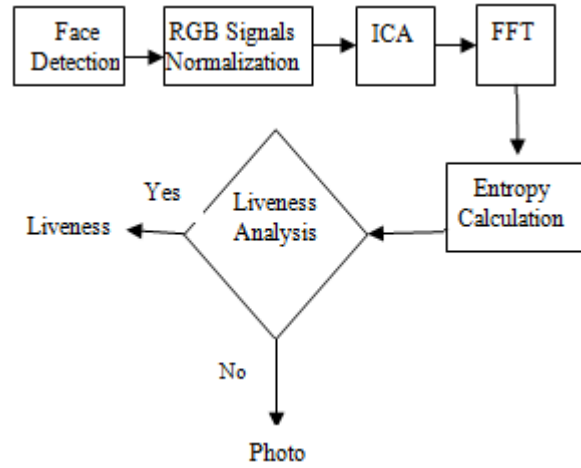 Face
Detection
RGB Signals
Normalization
ICA
FFT
Entropy
Calculation
Liveness
Analysis
Yes
Liveness
No
Photo